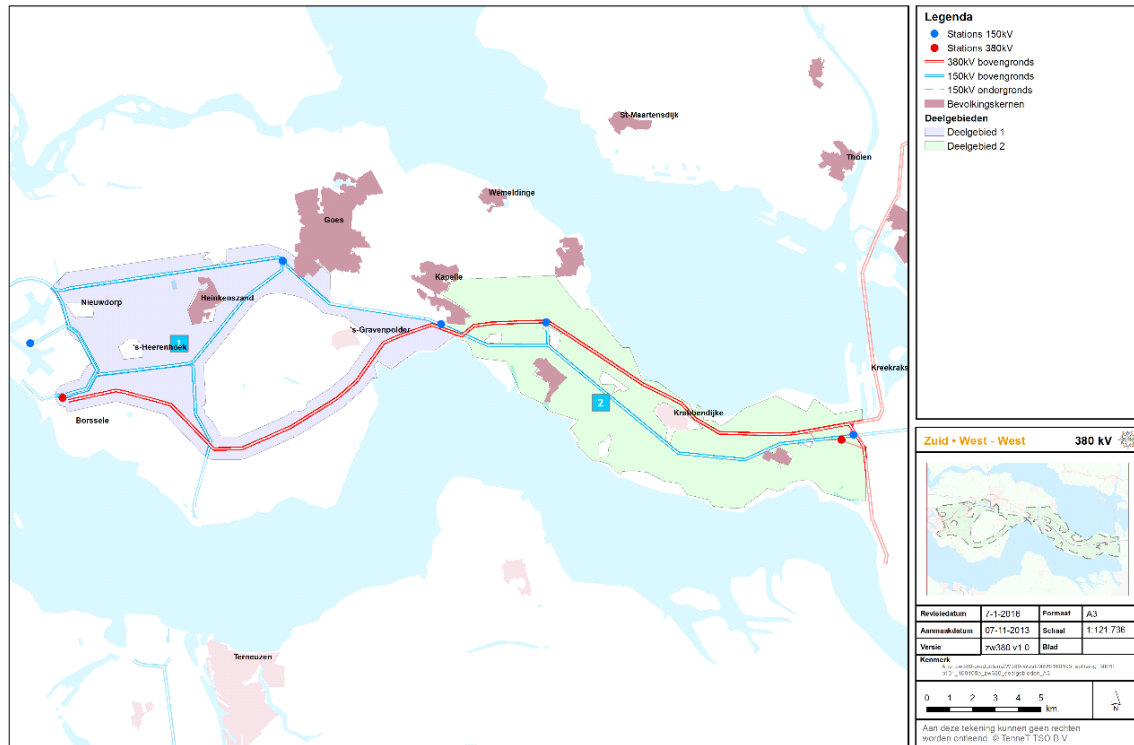 St-Maartensdijk
Tholen
Wemeldinge
Goes
Kapelle
Nieuwdorp
Heinkenszand
's-Gravenpolder
's-Heerenhoek
1
Kreekraks
2
Krabbendijke
Borssele
Terneuzen
Legenda
Stations 150kV
Stations 380kV
380kV bovengronds
150kV bovengronds
150kV ondergronds
Bevolkingskernen
Deelgebieden
Deelgebied 1
Deelgebied 2
Zuid • West - West 380 kV
Revisiedatum 7-1-2016 Formaat A3
Aanmaakdatum 07-11-2013 Schaal 1:121.736
Versie zw380 v1.0 Blad
Kenmerk
0 1 2 3 4 5
km.
N
Aan deze tekening kunnen geen rechten
worden ontleend. © TenneT TSO B.V.